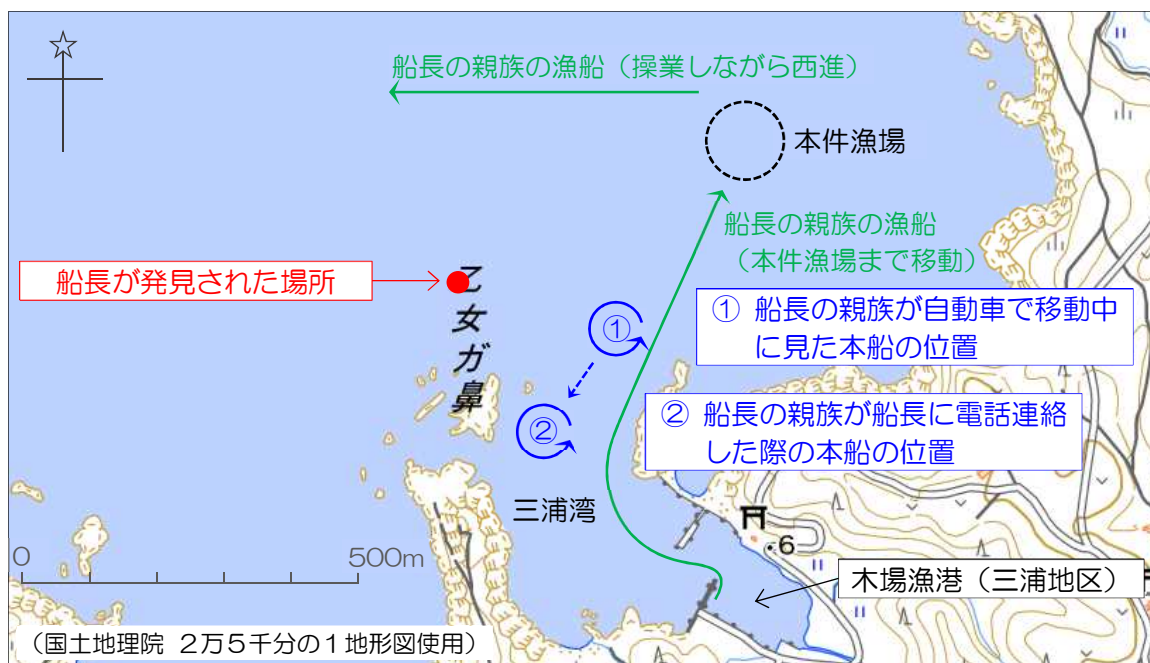 船長の親族の漁船（操業しながら西進）
本件漁場
船長の親族の漁船
（本件漁場まで移動）
船長が発見された場所
乙女ガ鼻
①
① 船長の親族が自動車で移動中
に見た本船の位置
②
② 船長の親族が船長に電話連絡
した際の本船の位置
三浦湾
6
0
500m
木場漁港（三浦地区）
（国土地理院 2万5千分の1地形図使用）